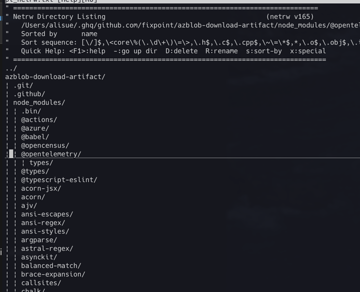 " Netrw Directory Listing (netrw v165)
" /Users/alisue/.ghq/github.com/fixpoint/azblob-download-artifact/node_modules/@opentel
" Sorted by name
" Sort sequence: [\/]$,\<core\%(\.\d\+\)\=\>,\.h$,\.c$,\.cpp$,\~\=\*$,*,\.o$,\.obj$,\.
" Quick Help: <F1>:help -:go up dir D:delete R:rename s:sort-by x:special
" ==============================================================================
../
azblob-download-artifact/
¦ .git/
¦ .github/
¦ node_modules/
¦ ¦ .bin/
¦ ¦ @actions/
¦ ¦ @azure/
¦ ¦ @babel/
¦ ¦ @opencensus/
¦ ¦ @opentelemetry/
¦ ¦ ¦ types/
¦ ¦ @types/
¦ ¦ @typescript-eslint/
¦ ¦ acorn-jsx/
¦ ¦ acorn/
¦ ¦ ajv/
¦ ¦ ansi-escapes/
¦ ¦ ansi-regex/
¦ ¦ ansi-styles/
¦ ¦ argparse/
¦ ¦ astral-regex/
¦ ¦ asynckit/
¦ ¦ balanced-match/
¦ ¦ brace-expansion/
¦ ¦ callsites/
¦ ¦ chalk/